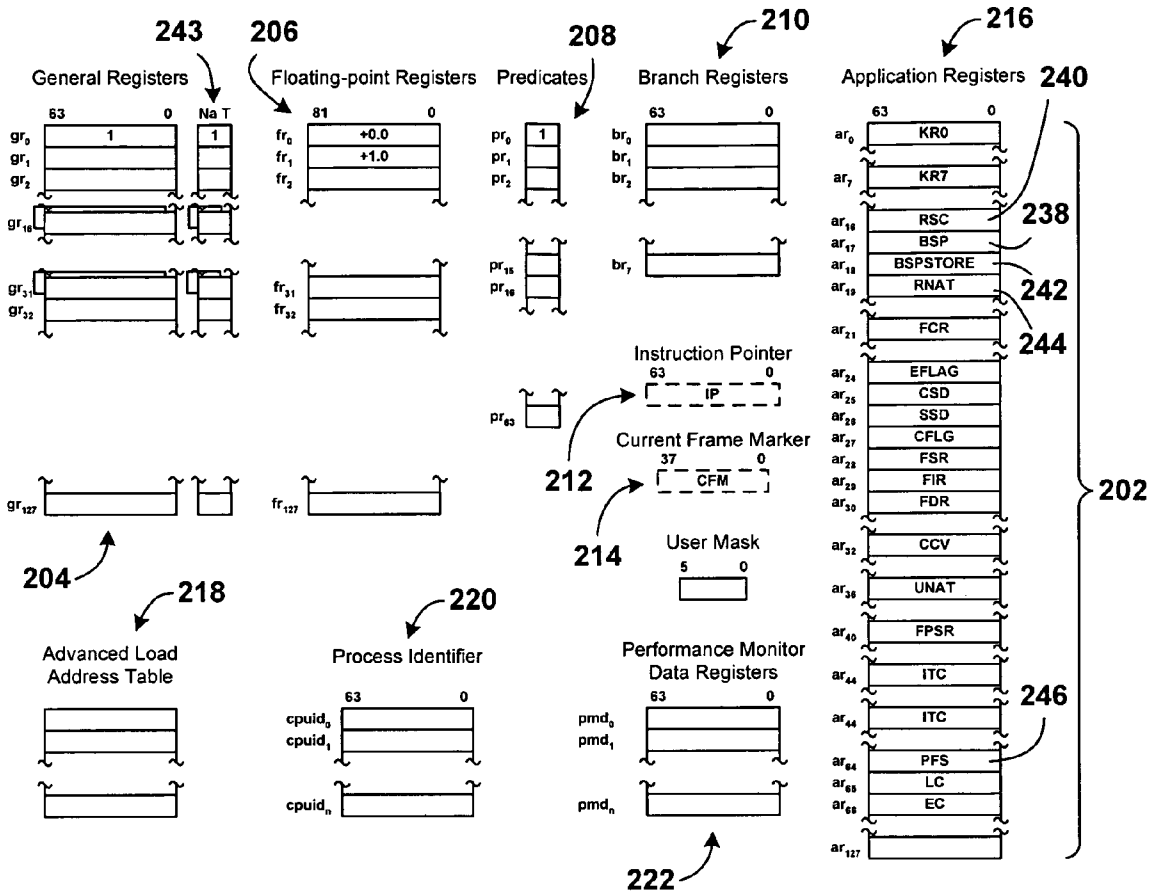 243
206
208
210
216
General Registers
Floating-point Registers
Predicates
Branch Registers
Application Registers
240
63 0
Na T
81 0
63 0
63 0
gr0 1 1
gr1
gr2
gr16
gr31
gr32
gr127
204
fr0 +0.0
fr1 +1.0
fr2
fr31
fr32
fr127
pr0 1
pr1
pr2
pr15
pr16
pr63
br0
br1
br2
br7
Instruction Pointer
63 0
IP
212
Current Frame Marker
37 0
CFM
214
User Mask
5 0
ar0 KR0
ar7 KR7
ar16 RSC
ar17 BSP
238
ar18 BSPSTORE
242
ar19 RNAT
244
ar21 FCR
ar24 EFLAG
ar25 CSD
ar26 SSD
ar27 CFLG
ar28 FSR
ar29 FIR
ar30 FDR
202
ar32 CCV
ar36 UNAT
ar40 FPSR
ar44 ITC
ar44 ITC
246
ar64 PFS
ar65 LC
ar66 EC
ar127
218
Advanced Load
Address Table
220
Process Identifier
63 0
cpuid0
cpuid1
cpuidn
Performance Monitor
Data Registers
63 0
pmd0
pmd1
pmdn
222